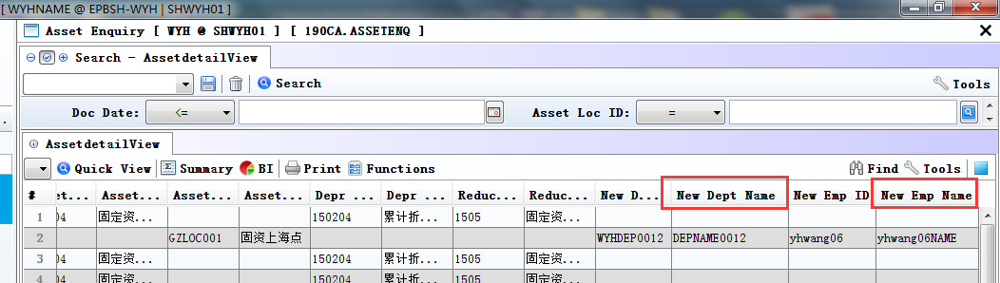 [ WYHNAME @ EPBSH-WYH | SHWYH01 ]
Asset Enquiry [ WYH @ SHWYH01 ] [ 190CA.ASSETENQ ]
Search - AssetdetailView
Search Tools
Doc Date: <= Asset Loc ID: =
AssetdetailView
Quick View Summary BI Print Functions Find Tools
# et... Asset... Asset... Asset... Depr ... Depr ... Reduc... Reduc... New D... New Dept Name New Emp ID New Emp Name
1 04 固定资... 150204 累计折... 1505 固定资...
2 GZLOC001 固资上海点 WYHDEP0012 DEPNAME0012 yhwang06 yhwang06NAME
3 04 固定资... 150204 累计折... 1505 固定资...
4 04 固定资... 150204 累计折... 1505 固定资...